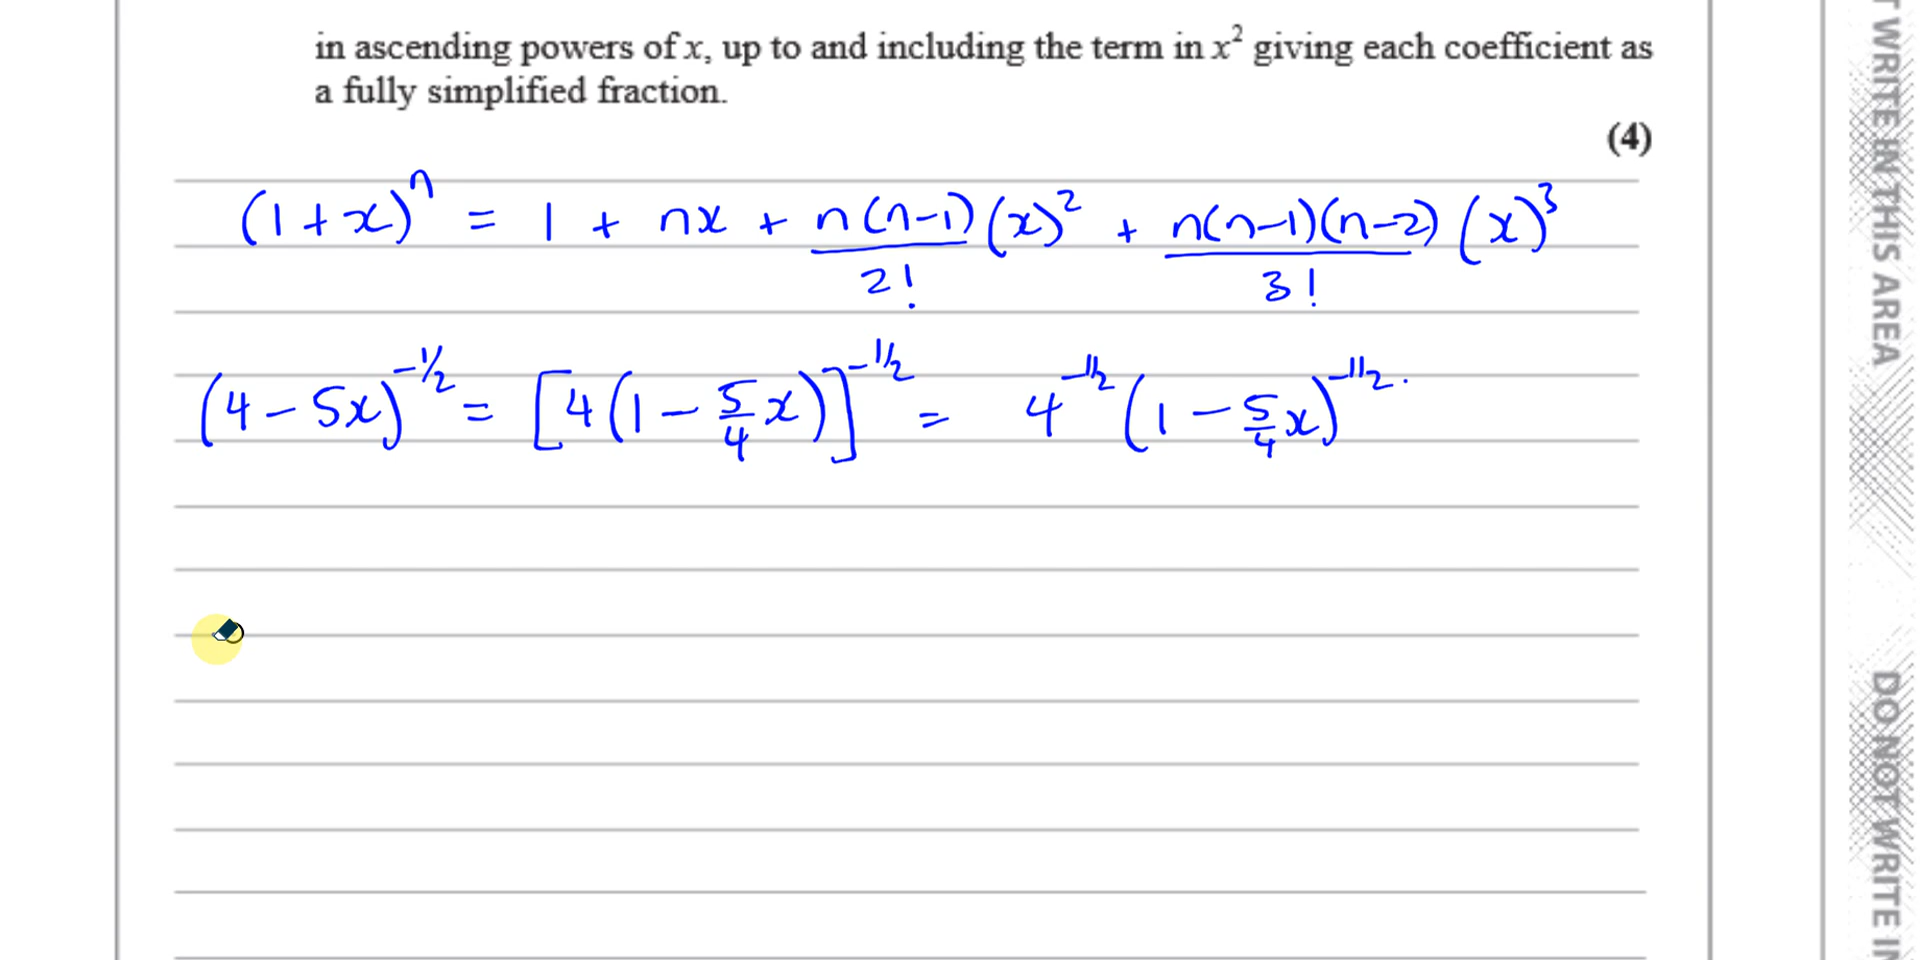 in ascending powers of x, up to and including the term in x² giving each coefficient as
a fully simplified fraction.
(4)
(1+x)ⁿ = 1 + nx + n(n-1)/2! (x)² + n(n-1)(n-2)/3! (x)³
(4-5x)^-1/2 = [4(1 - 5/4 x)]^-1/2 = 4^-1/2 (1 - 5/4 x)^-1/2.
WRITE IN THIS AREA
DO NOT WRITE IN